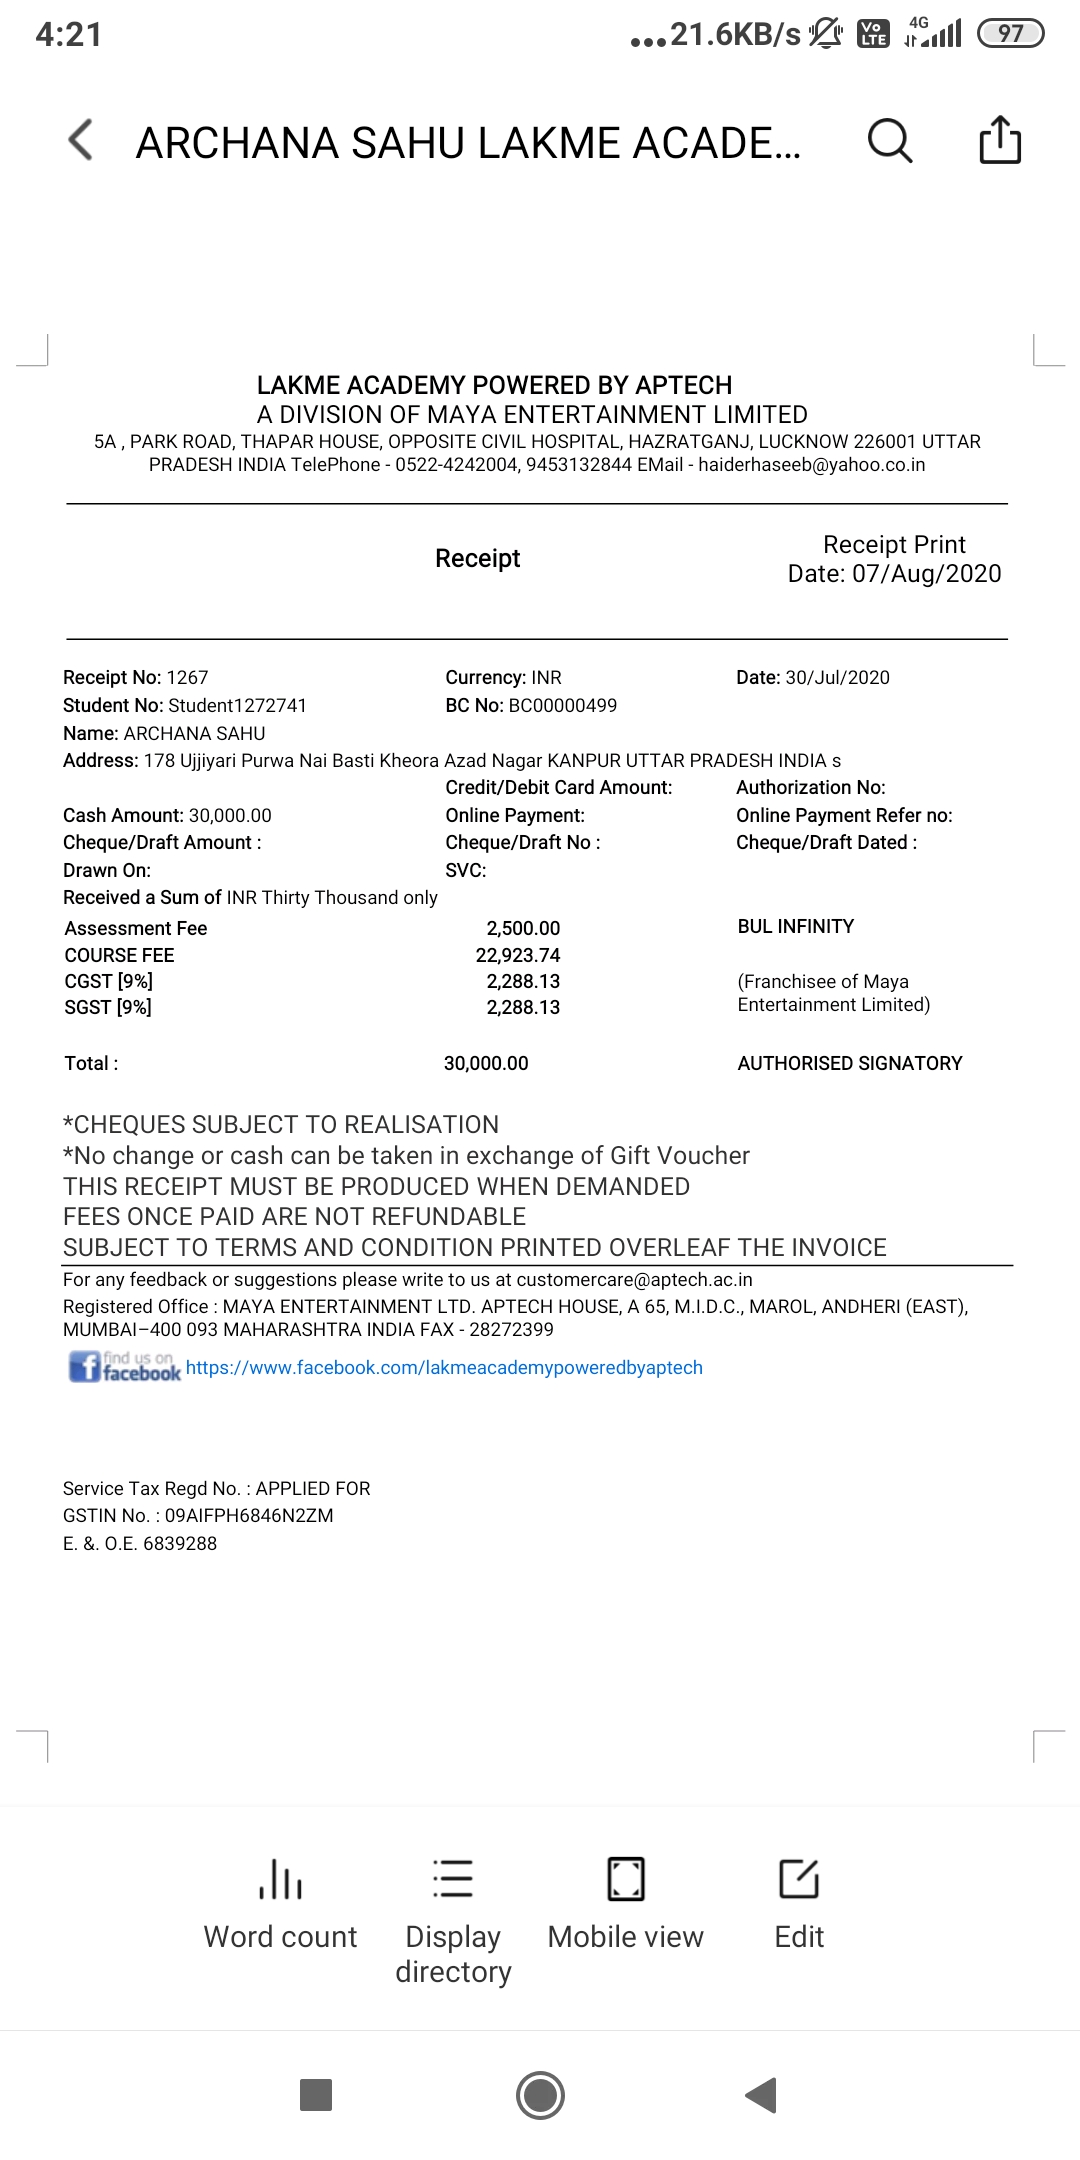 4:21
...21.6KB/s Vo LTE 4G 97
ARCHANA SAHU LAKME ACADE...
LAKME ACADEMY POWERED BY APTECH
A DIVISION OF MAYA ENTERTAINMENT LIMITED
5A , PARK ROAD, THAPAR HOUSE, OPPOSITE CIVIL HOSPITAL, HAZRATGANJ, LUCKNOW 226001 UTTAR
PRADESH INDIA TelePhone - 0522-4242004, 9453132844 EMail - haiderhaseeb@yahoo.co.in
Receipt
Receipt Print
Date: 07/Aug/2020
Receipt No: 1267 Currency: INR Date: 30/Jul/2020
Student No: Student1272741 BC No: BC00000499
Name: ARCHANA SAHU
Address: 178 Ujjiyari Purwa Nai Basti Kheora Azad Nagar KANPUR UTTAR PRADESH INDIA s
Credit/Debit Card Amount: Authorization No:
Cash Amount: 30,000.00 Online Payment: Online Payment Refer no:
Cheque/Draft Amount : Cheque/Draft No : Cheque/Draft Dated :
Drawn On: SVC:
Received a Sum of INR Thirty Thousand only
Assessment Fee 2,500.00 BUL INFINITY
COURSE FEE 22,923.74
CGST [9%] 2,288.13 (Franchisee of Maya
SGST [9%] 2,288.13 Entertainment Limited)
Total : 30,000.00 AUTHORISED SIGNATORY
*CHEQUES SUBJECT TO REALISATION
*No change or cash can be taken in exchange of Gift Voucher
THIS RECEIPT MUST BE PRODUCED WHEN DEMANDED
FEES ONCE PAID ARE NOT REFUNDABLE
SUBJECT TO TERMS AND CONDITION PRINTED OVERLEAF THE INVOICE
For any feedback or suggestions please write to us at customercare@aptech.ac.in
Registered Office : MAYA ENTERTAINMENT LTD. APTECH HOUSE, A 65, M.I.D.C., MAROL, ANDHERI (EAST),
MUMBAI–400 093 MAHARASHTRA INDIA FAX - 28272399
find us on
facebook https://www.facebook.com/lakmeacademypoweredbyaptech
Service Tax Regd No. : APPLIED FOR
GSTIN No. : 09AIFPH6846N2ZM
E. &. O.E. 6839288
Word count Display directory Mobile view Edit